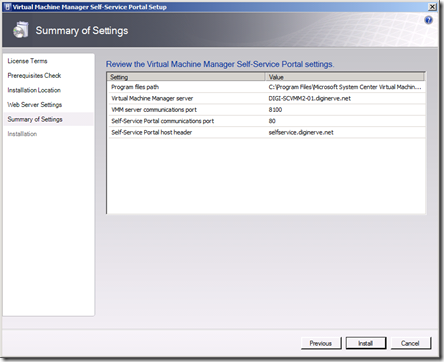 Virtual Machine Manager Self-Service Portal Setup
Summary of Settings
License Terms
Prerequisites Check
Installation Location
Web Server Settings
Summary of Settings
Installation
Review the Virtual Machine Manager Self-Service Portal settings.
Setting Value
Program files path C:\Program Files\Microsoft System Center Virtual Machin...
Virtual Machine Manager server DIGI-SCVMM2-01.diginerve.net
VMM server communications port 8100
Self-Service Portal communications port 80
Self-Service Portal host header selfservice.diginerve.net
Previous Install Cancel